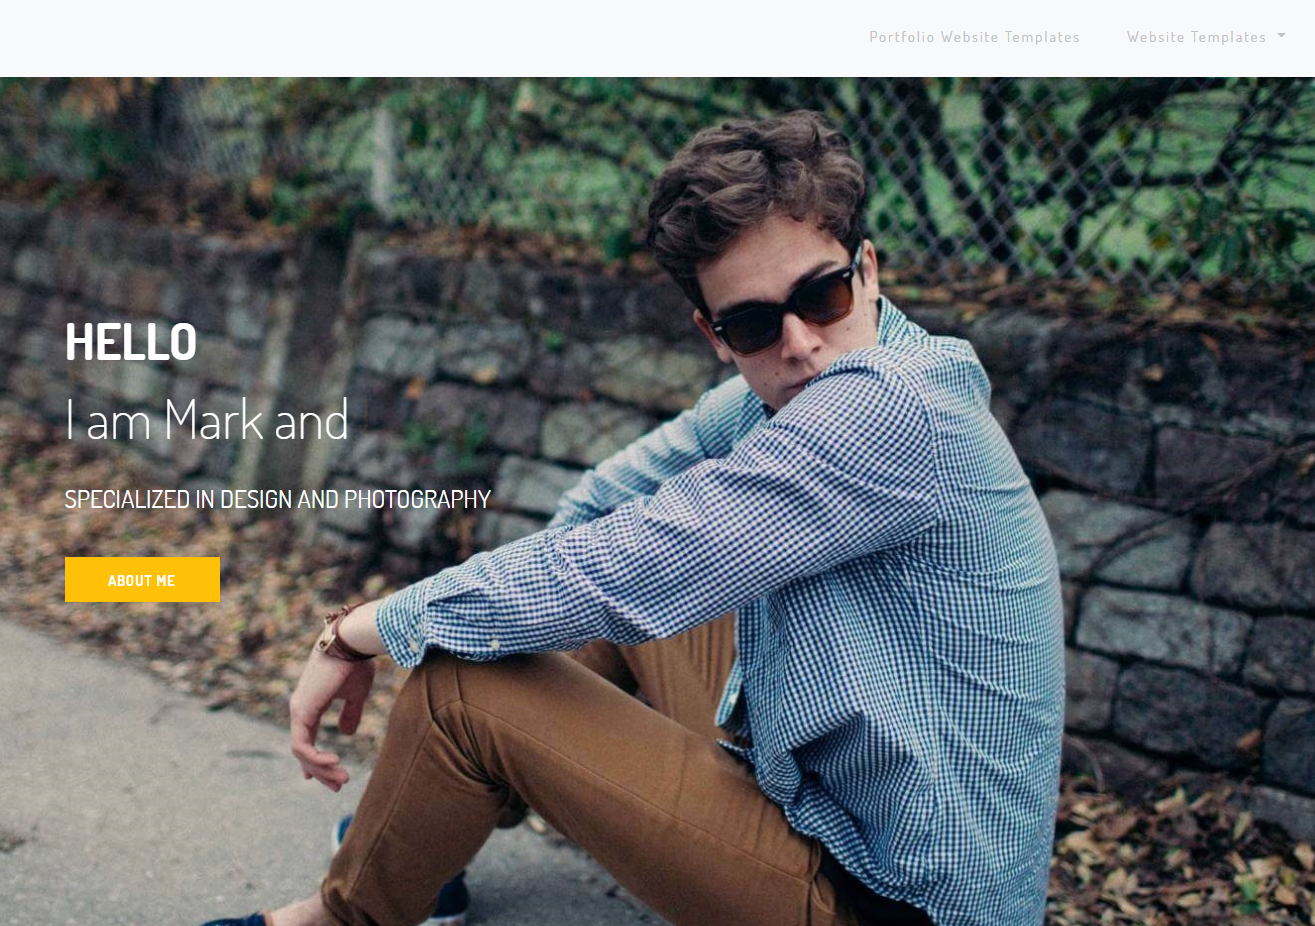 Portfolio Website Templates Website Templates
HELLO
I am Mark and
SPECIALIZED IN DESIGN AND PHOTOGRAPHY
ABOUT ME